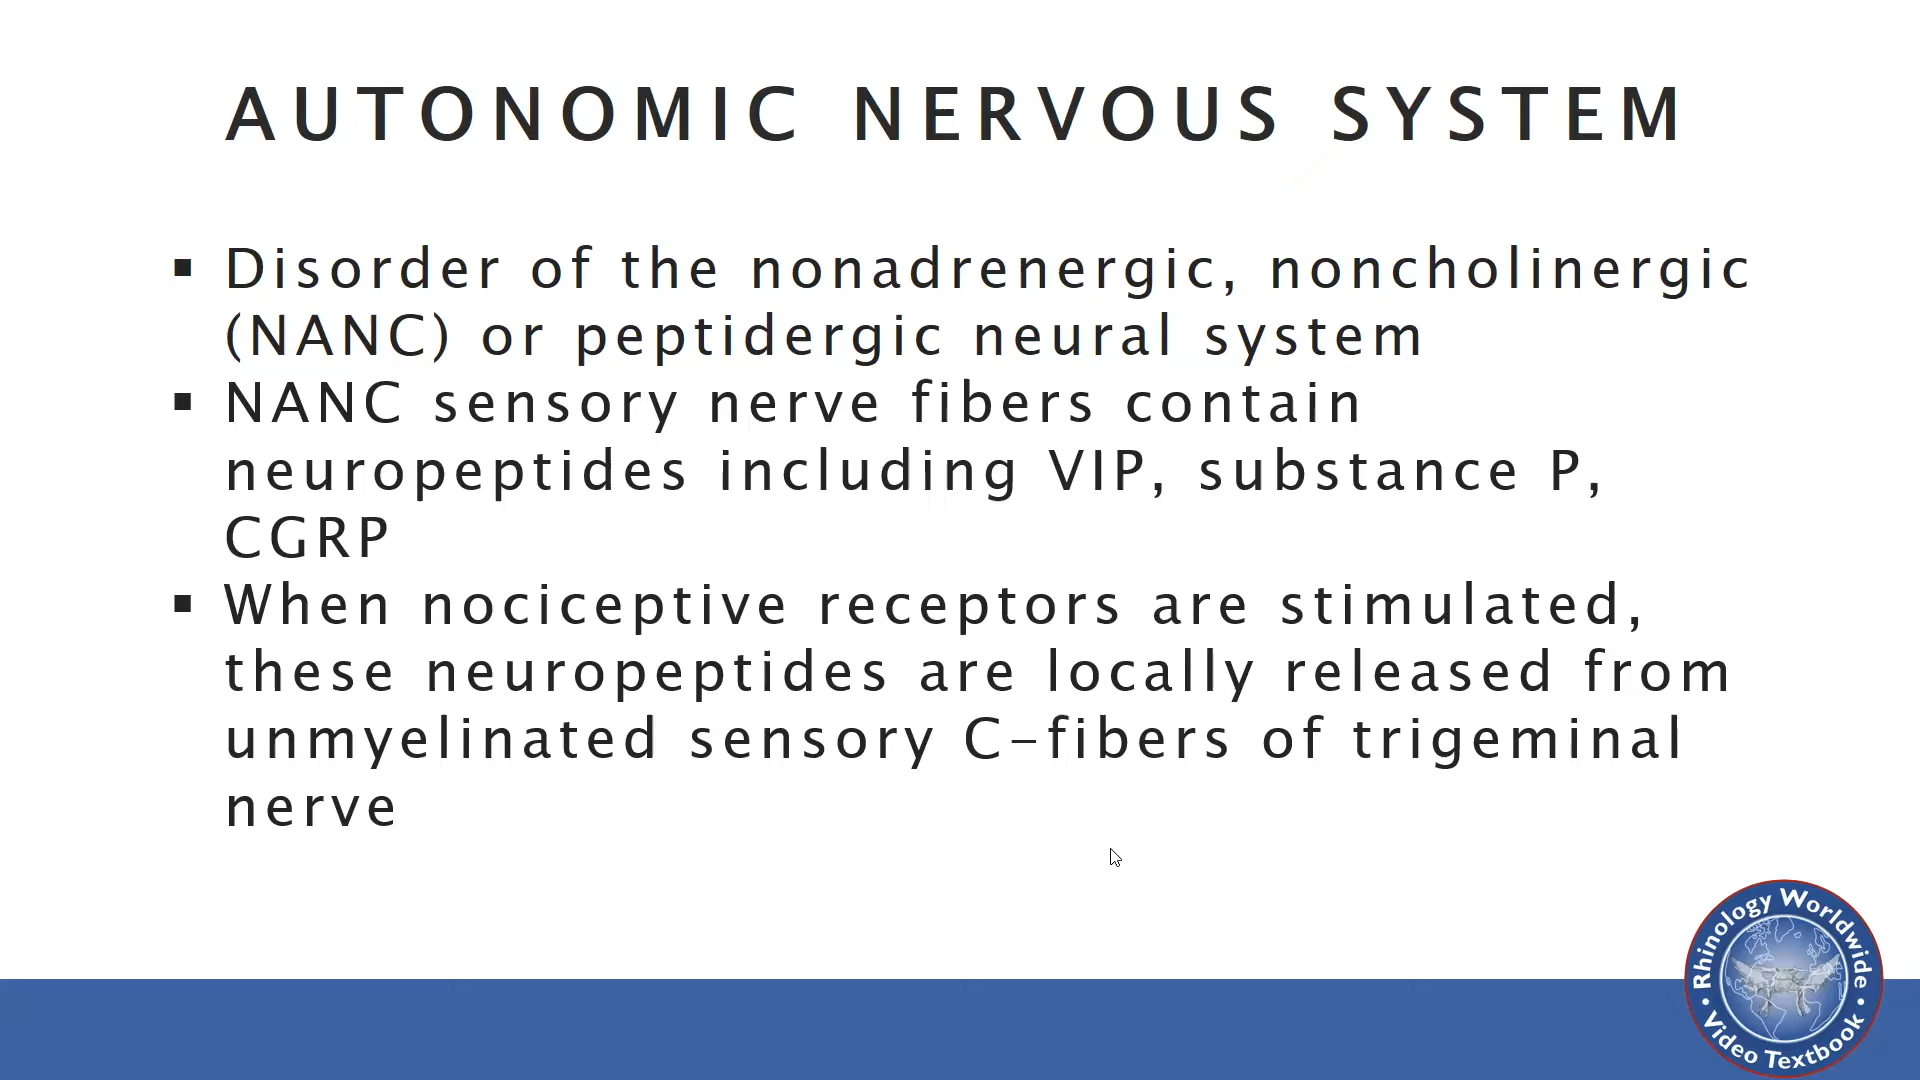 AUTONOMIC NERVOUS SYSTEM
▪ Disorder of the nonadrenergic, noncholinergic
(NANC) or peptidergic neural system
▪ NANC sensory nerve fibers contain
neuropeptides including VIP, substance P,
CGRP
▪ When nociceptive receptors are stimulated,
these neuropeptides are locally released from
unmyelinated sensory C-fibers of trigeminal
nerve
Rhinology Worldwide
• Video Textbook •